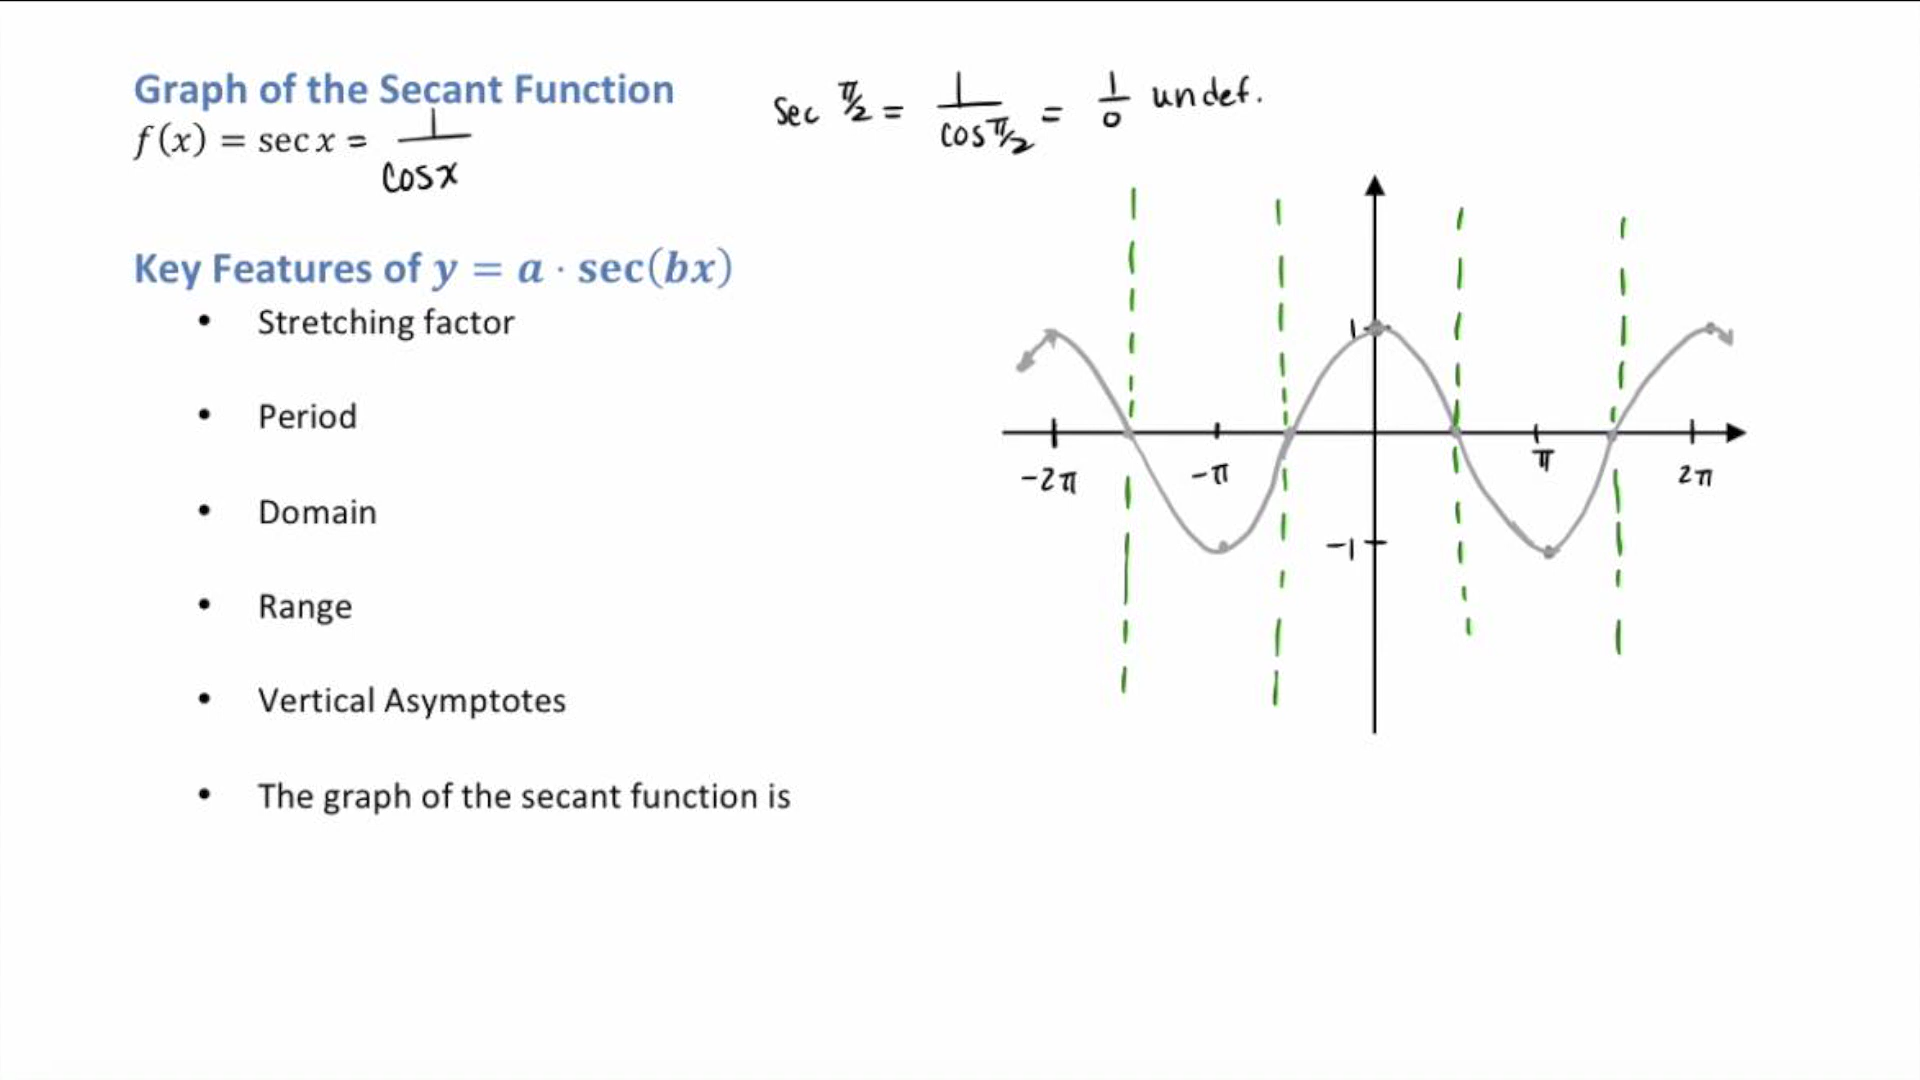 Graph of the Secant Function
f(x) = sec x = 1/cosx
sec π/2 = 1/cos π/2 = 1/0 undef.
Key Features of y = a · sec(bx)
• Stretching factor
• Period
• Domain
• Range
• Vertical Asymptotes
• The graph of the secant function is
1
-2π -π π 2π
-1